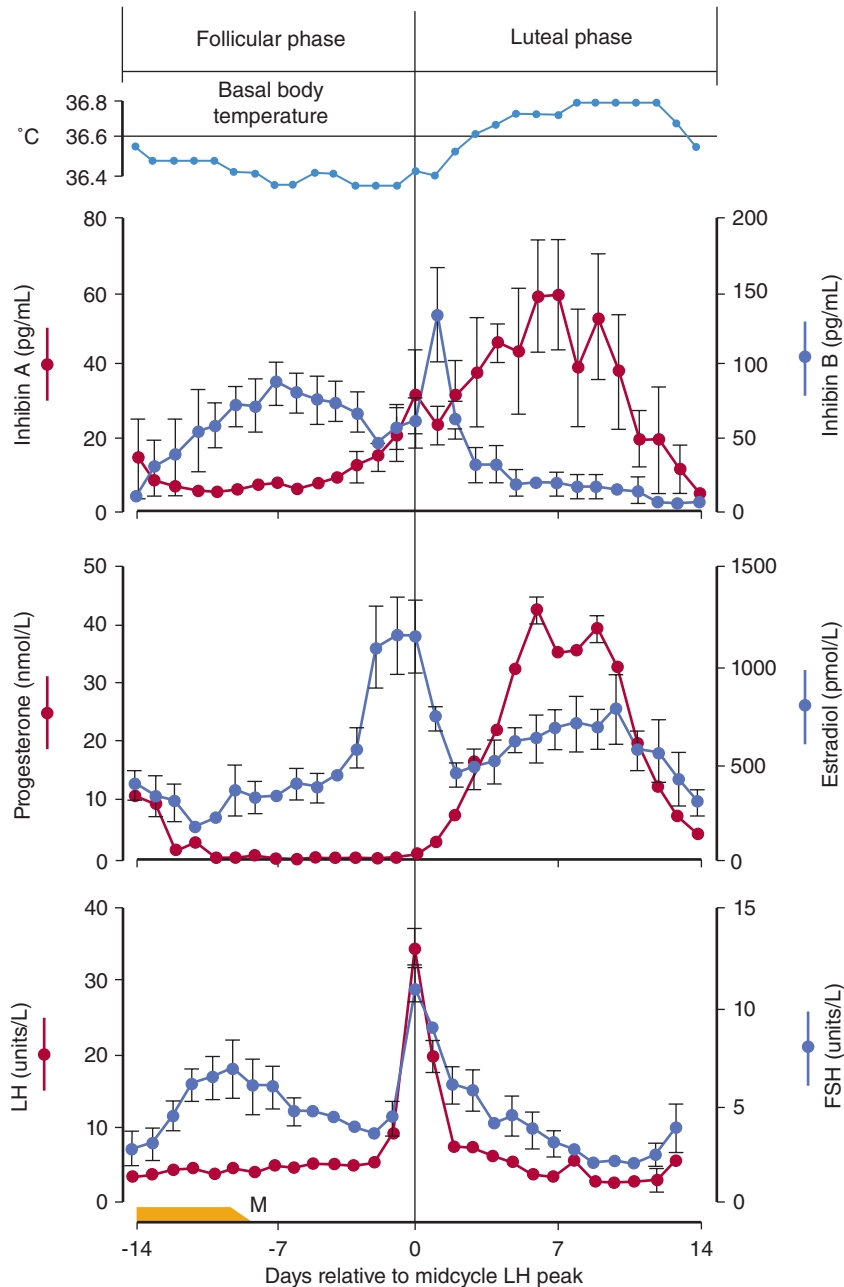 Follicular phase
Luteal phase
Basal body
temperature
°C
36.8
36.6
36.4
Inhibin A (pg/mL)
80
60
40
20
0
200
150
100
50
0
Inhibin B (pg/mL)
Progesterone (nmol/L)
50
40
30
20
10
0
1500
1000
500
0
Estradiol (pmol/L)
LH (units/L)
40
30
20
10
0
15
10
5
0
FSH (units/L)
M
-14 -7 0 7 14
Days relative to midcycle LH peak